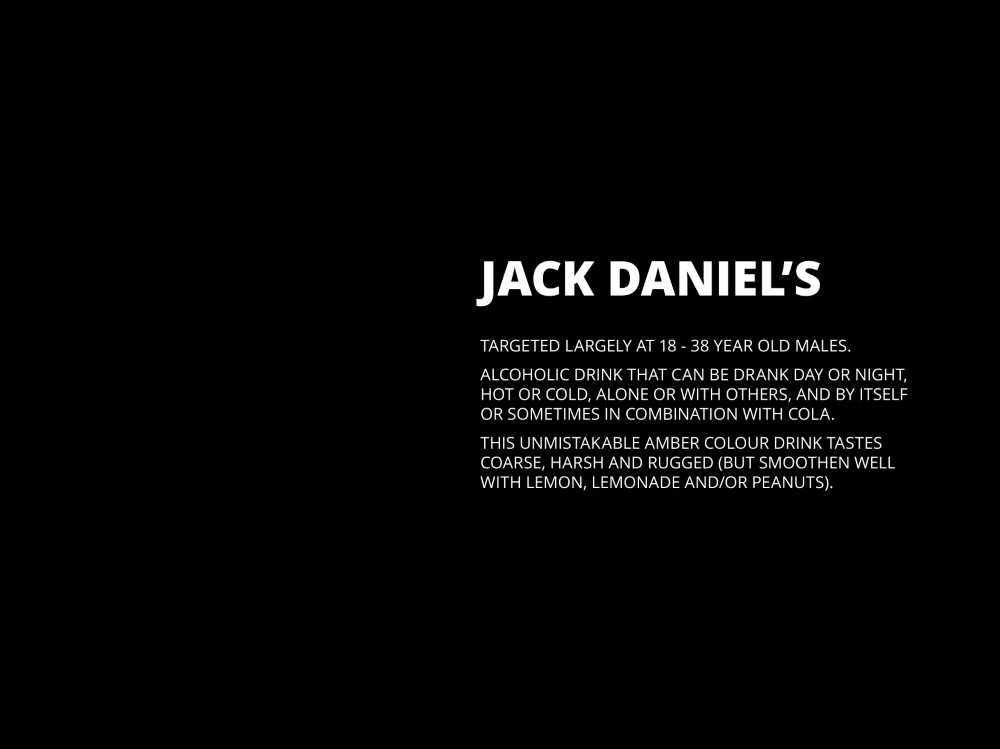 JACK DANIEL’S
TARGETED LARGELY AT 18 - 38 YEAR OLD MALES.
ALCOHOLIC DRINK THAT CAN BE DRANK DAY OR NIGHT,
HOT OR COLD, ALONE OR WITH OTHERS, AND BY ITSELF
OR SOMETIMES IN COMBINATION WITH COLA.
THIS UNMISTAKABLE AMBER COLOUR DRINK TASTES
COARSE, HARSH AND RUGGED (BUT SMOOTHEN WELL
WITH LEMON, LEMONADE AND/OR PEANUTS).